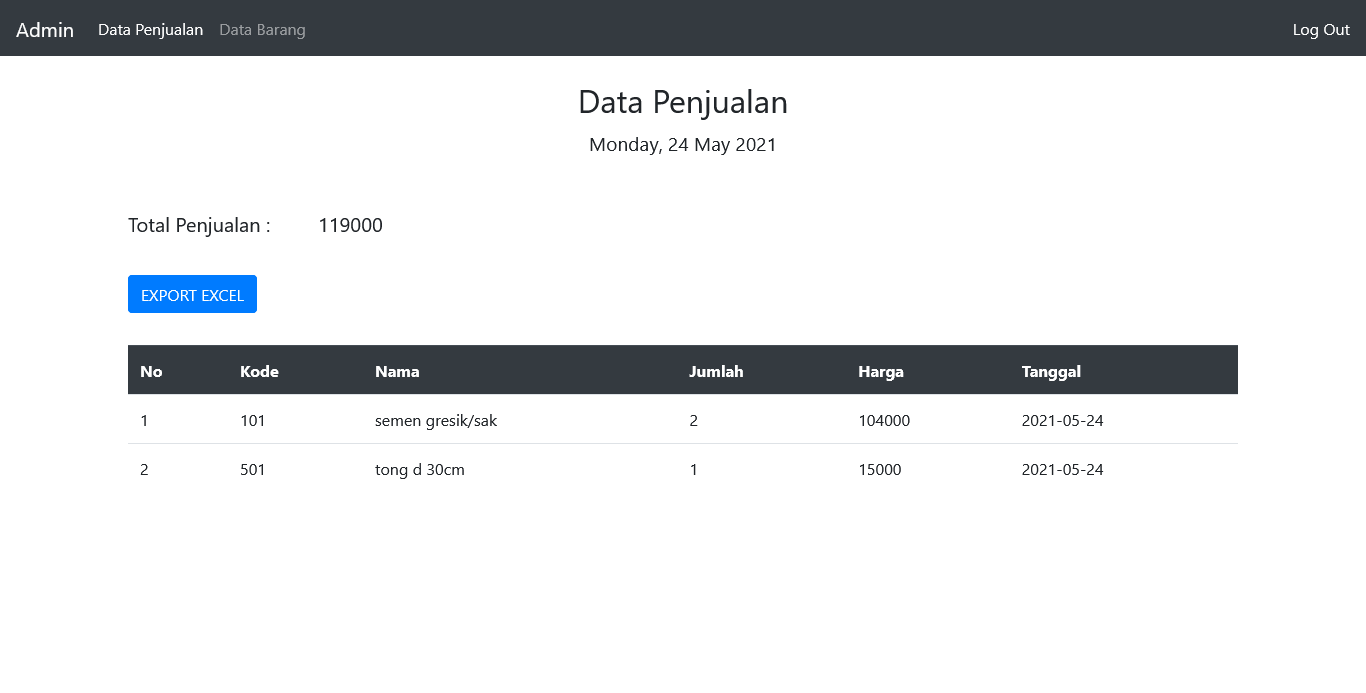 Admin Data Penjualan Data Barang Log Out
Data Penjualan
Monday, 24 May 2021
Total Penjualan : 119000
EXPORT EXCEL
No Kode Nama Jumlah Harga Tanggal
1 101 semen gresik/sak 2 104000 2021-05-24
2 501 tong d 30cm 1 15000 2021-05-24